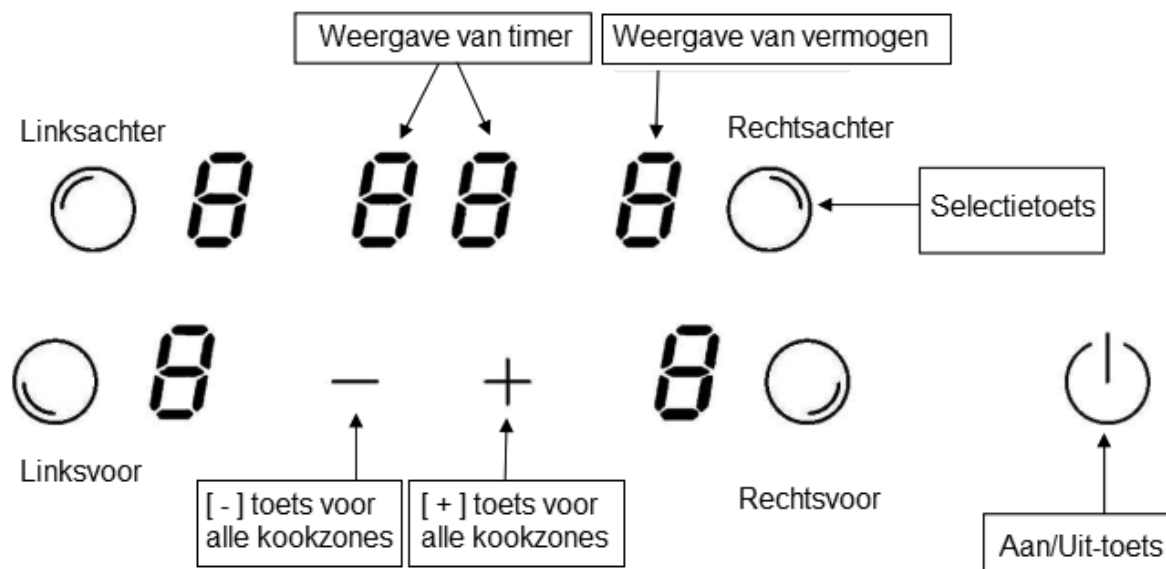 Weergave van timer
Weergave van vermogen
Linksachter
Rechtsachter
Selectietoets
Linksvoor
[ - ] toets voor
alle kookzones
[ + ] toets voor
alle kookzones
Rechtsvoor
Aan/Uit-toets